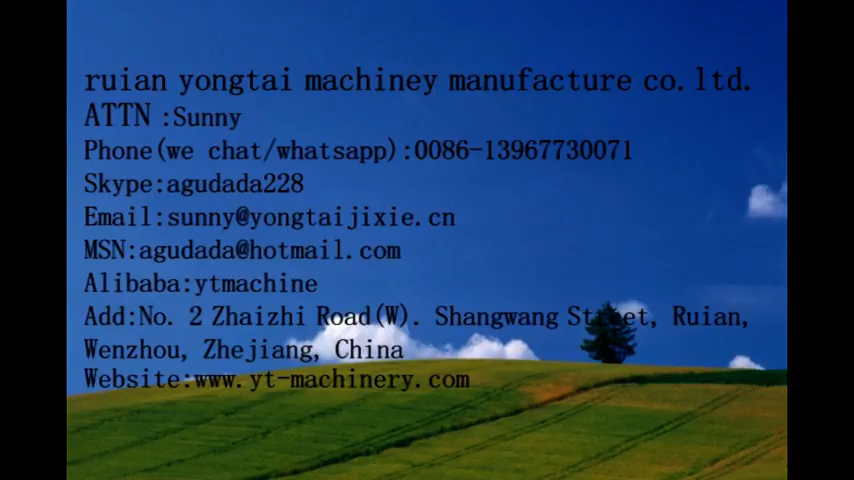 ruian yongtai machiney manufacture co.ltd.
ATTN :Sunny
Phone(we chat/whatsapp):0086-13967730071
Skype:agudada228
Email:sunny@yongtaijixie.cn
MSN:agudada@hotmail.com
Alibaba:ytmachine
Add:No. 2 Zhaizhi Road(W). Shangwang Street, Ruian,
Wenzhou, Zhejiang, China
Website:www.yt-machinery.com